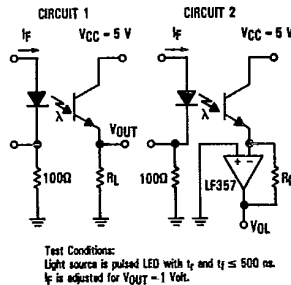 CIRCUIT 1
CIRCUIT 2
IF
VCC = 5 V
IF
VCC = 5 V
λ
λ
VOUT
100Ω
RL
100Ω
+ −
LF357
VOL
Test Conditions:
Light source is pulsed LED with tr and tf ≤ 500 ns.
IF is adjusted for VOUT = 1 Volt.